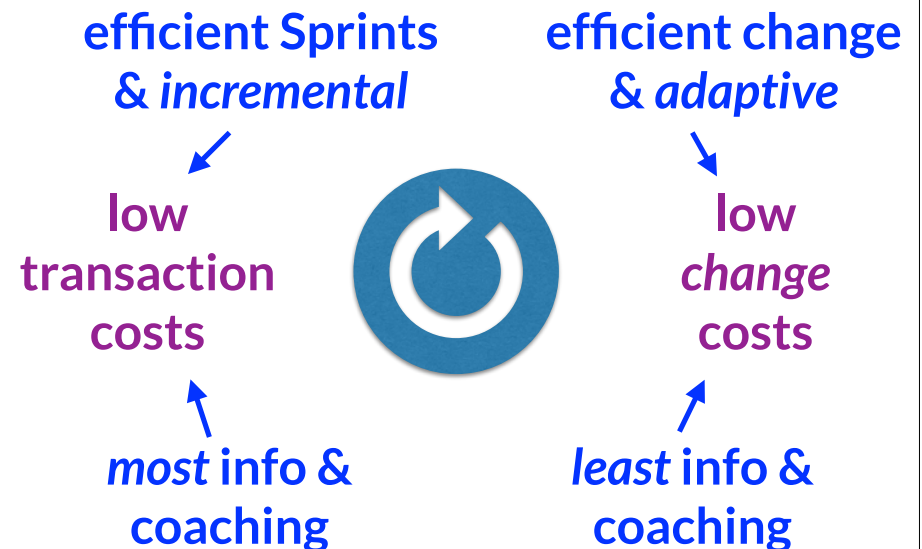 efficient Sprints
& incremental
low
transaction
costs
most info &
coaching
efficient change
& adaptive
low
change
costs
least info &
coaching